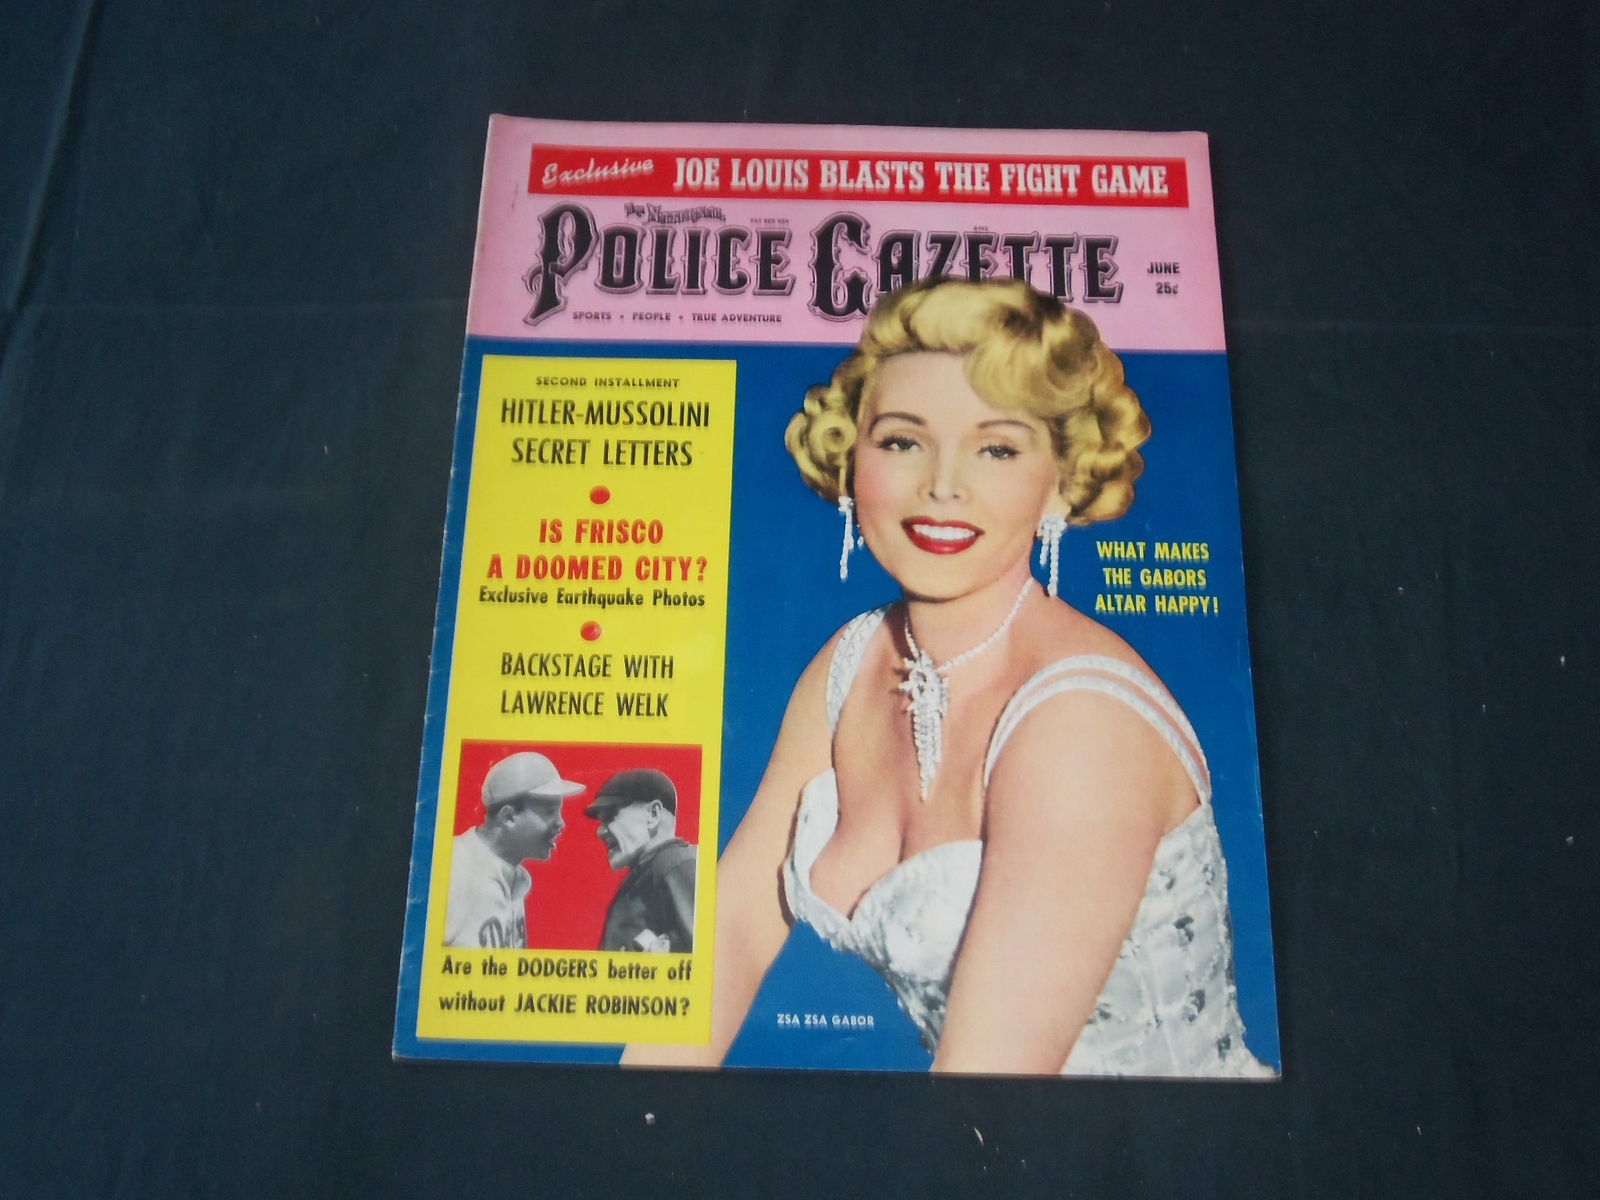 Exclusive JOE LOUIS BLASTS THE FIGHT GAME
The National
POLICE GAZETTE
JUNE
25¢
SPORTS • PEOPLE • TRUE ADVENTURE
SECOND INSTALLMENT
HITLER-MUSSOLINI
SECRET LETTERS
IS FRISCO
A DOOMED CITY?
Exclusive Earthquake Photos
BACKSTAGE WITH
LAWRENCE WELK
Are the DODGERS better off
without JACKIE ROBINSON?
WHAT MAKES
THE GABORS
ALTAR HAPPY!
ZSA ZSA GABOR